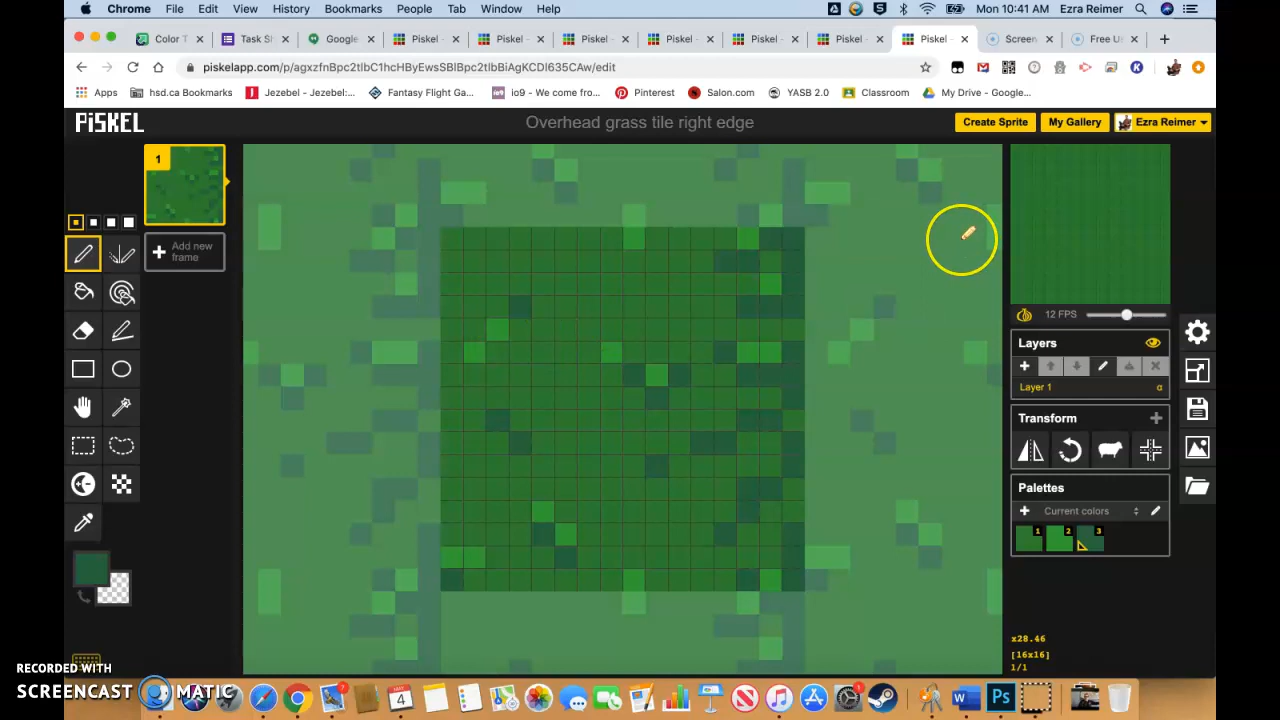 Chrome File Edit View History Bookmarks People Tab Window Help Mon 10:41 AM Ezra Reimer
Color T Task S Google Piskel - Piskel - Piskel - Piskel - Piskel - Piskel - Piskel - Screen Free U
piskelapp.com/p/agxzfnBpc2tlbC1hcHByEwsSBlBpc2tlbBiAgKCDl635CAw/edit
Apps hsd.ca Bookmarks Jezebel - Jezebel:... Fantasy Flight Ga... io9 - We come fro... Pinterest Salon.com YASB 2.0 Classroom My Drive - Google...
PiSKEL Overhead grass tile right edge Create Sprite My Gallery Ezra Reimer
1
Add new
frame
12 FPS
Layers
Layer 1 α
Transform
Palettes
Current colors
1 2 3
x28.46
[16x16]
1/1
RECORDED WITH
SCREENCAST MATIC